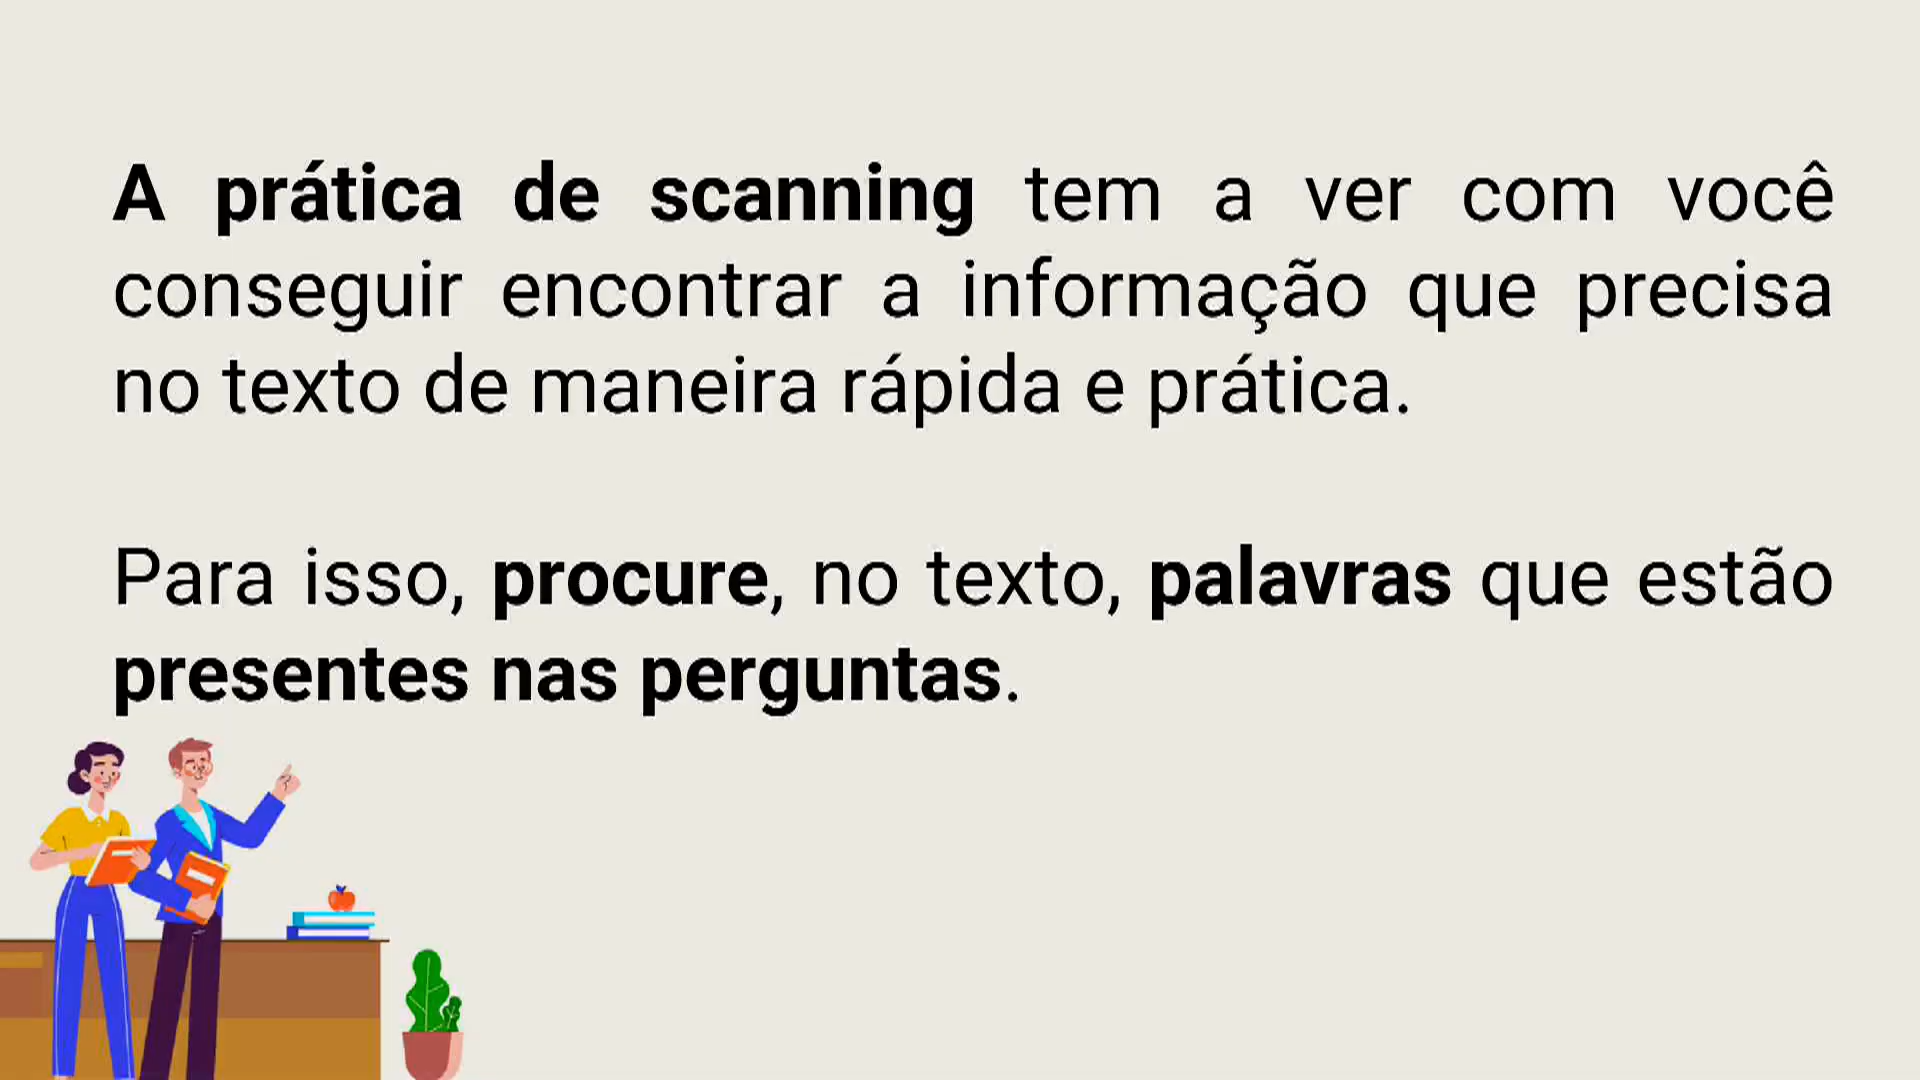 A prática de scanning tem a ver com você
conseguir encontrar a informação que precisa
no texto de maneira rápida e prática.
Para isso, procure, no texto, palavras que estão
presentes nas perguntas.